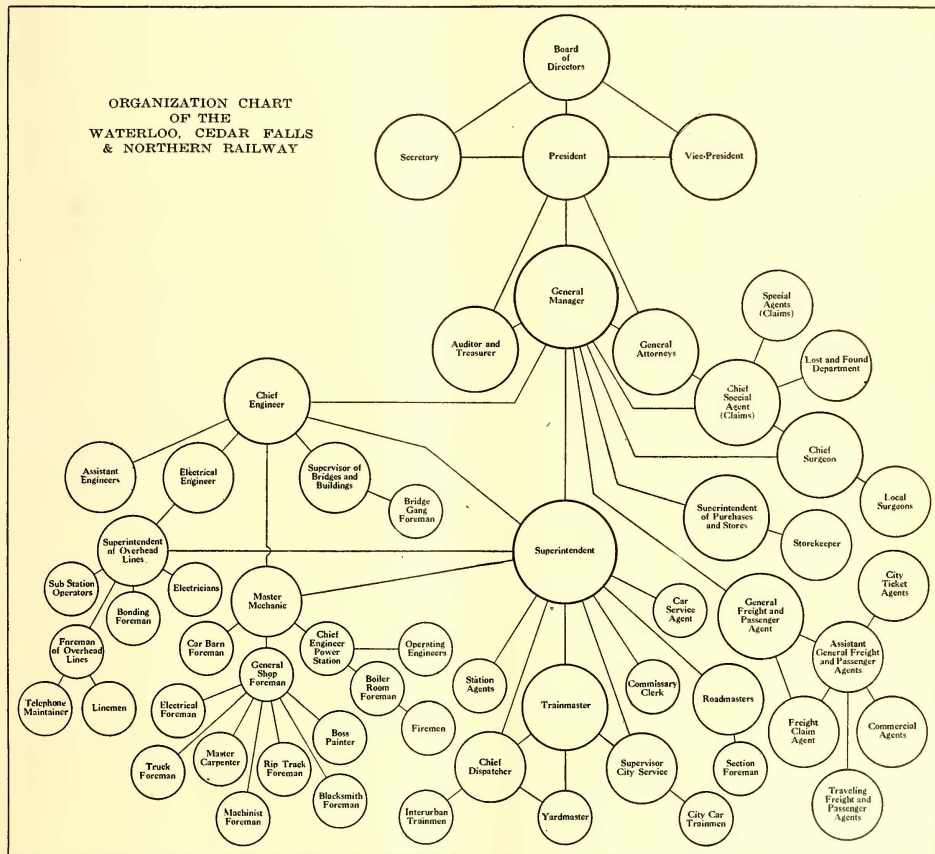 ORGANIZATION CHART
OF THE
WATERLOO, CEDAR FALLS
& NORTHERN RAILWAY
Board
of
Directors
Secretary
President
Vice-President
General
Manager
Auditor and
Treasurer
General
Attorneys
Special
Agents
(Claims)
Lost and Found
Department
Chief
Special
Agent
(Claims)
Chief
Surgeon
Local
Surgeons
Chief
Engineer
Assistant
Engineers
Electrical
Engineer
Supervisor of
Bridges and
Buildings
Bridge
Gang
Foreman
Superintendent
of Purchases
and Stores
Storekeeper
Superintendent
of Overhead
Lines
Superintendent
Sub Station
Operators
Bonding
Foreman
Electricians
Master
Mechanic
Car
Service
Agent
General
Freight and
Passenger
Agent
City
Ticket
Agents
Assistant
General Freight
and Passenger
Agents
Foreman
of Overhead
Lines
Car Barn
Foreman
Chief
Engineer
Power
Station
Operating
Engineers
General
Shop
Foreman
Boiler
Room
Foreman
Station
Agents
Commissary
Clerk
Roadmasters
Telephone
Maintainer
Linemen
Electrical
Foreman
Firemen
Trainmaster
Freight
Claim
Agent
Commercial
Agents
Truck
Foreman
Master
Carpenter
Rip Track
Foreman
Boss
Painter
Chief
Dispatcher
Supervisor
City Service
Section
Foreman
Machinist
Foreman
Blacksmith
Foreman
Interurban
Trainmen
Yardmaster
City Car
Trainmen
Traveling
Freight and
Passenger
Agents